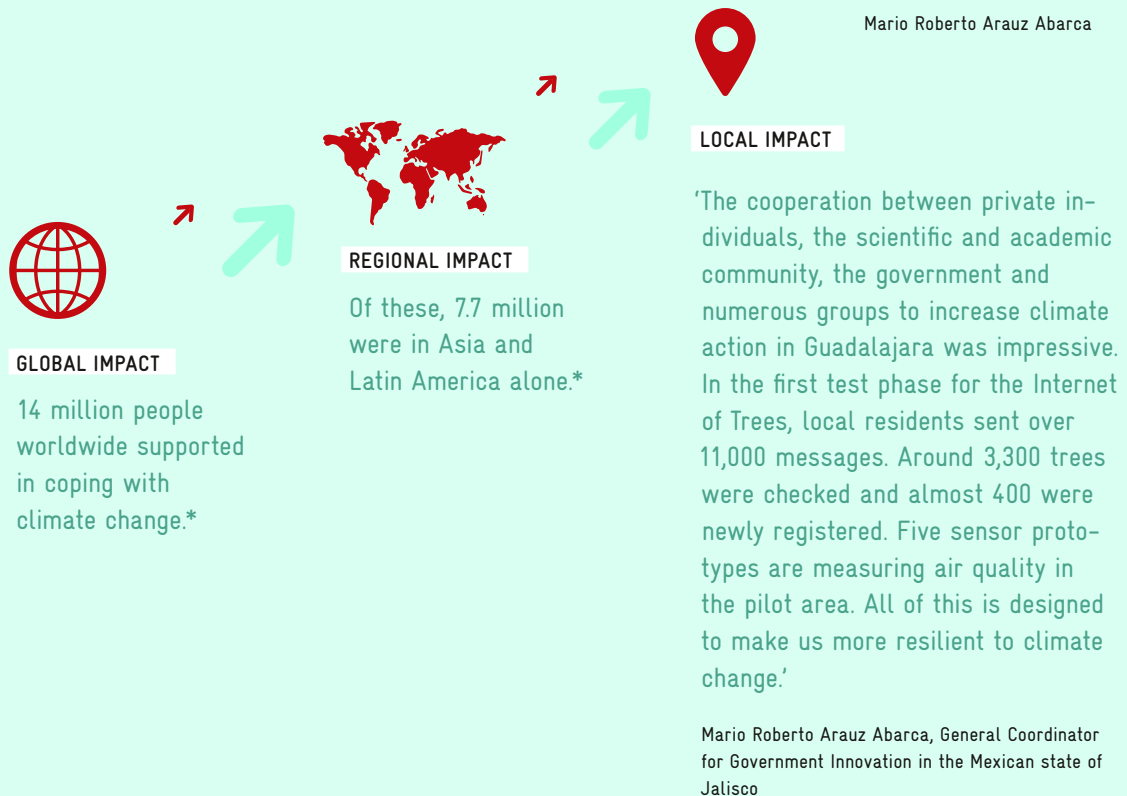 Mario Roberto Arauz Abarca
GLOBAL IMPACT
14 million people
worldwide supported
in coping with
climate change.*
REGIONAL IMPACT
Of these, 7.7 million
were in Asia and
Latin America alone.*
LOCAL IMPACT
‘The cooperation between private in-
dividuals, the scientific and academic
community, the government and
numerous groups to increase climate
action in Guadalajara was impressive.
In the first test phase for the Internet
of Trees, local residents sent over
11,000 messages. Around 3,300 trees
were checked and almost 400 were
newly registered. Five sensor proto-
types are measuring air quality in
the pilot area. All of this is designed
to make us more resilient to climate
change.’
Mario Roberto Arauz Abarca, General Coordinator
for Government Innovation in the Mexican state of
Jalisco